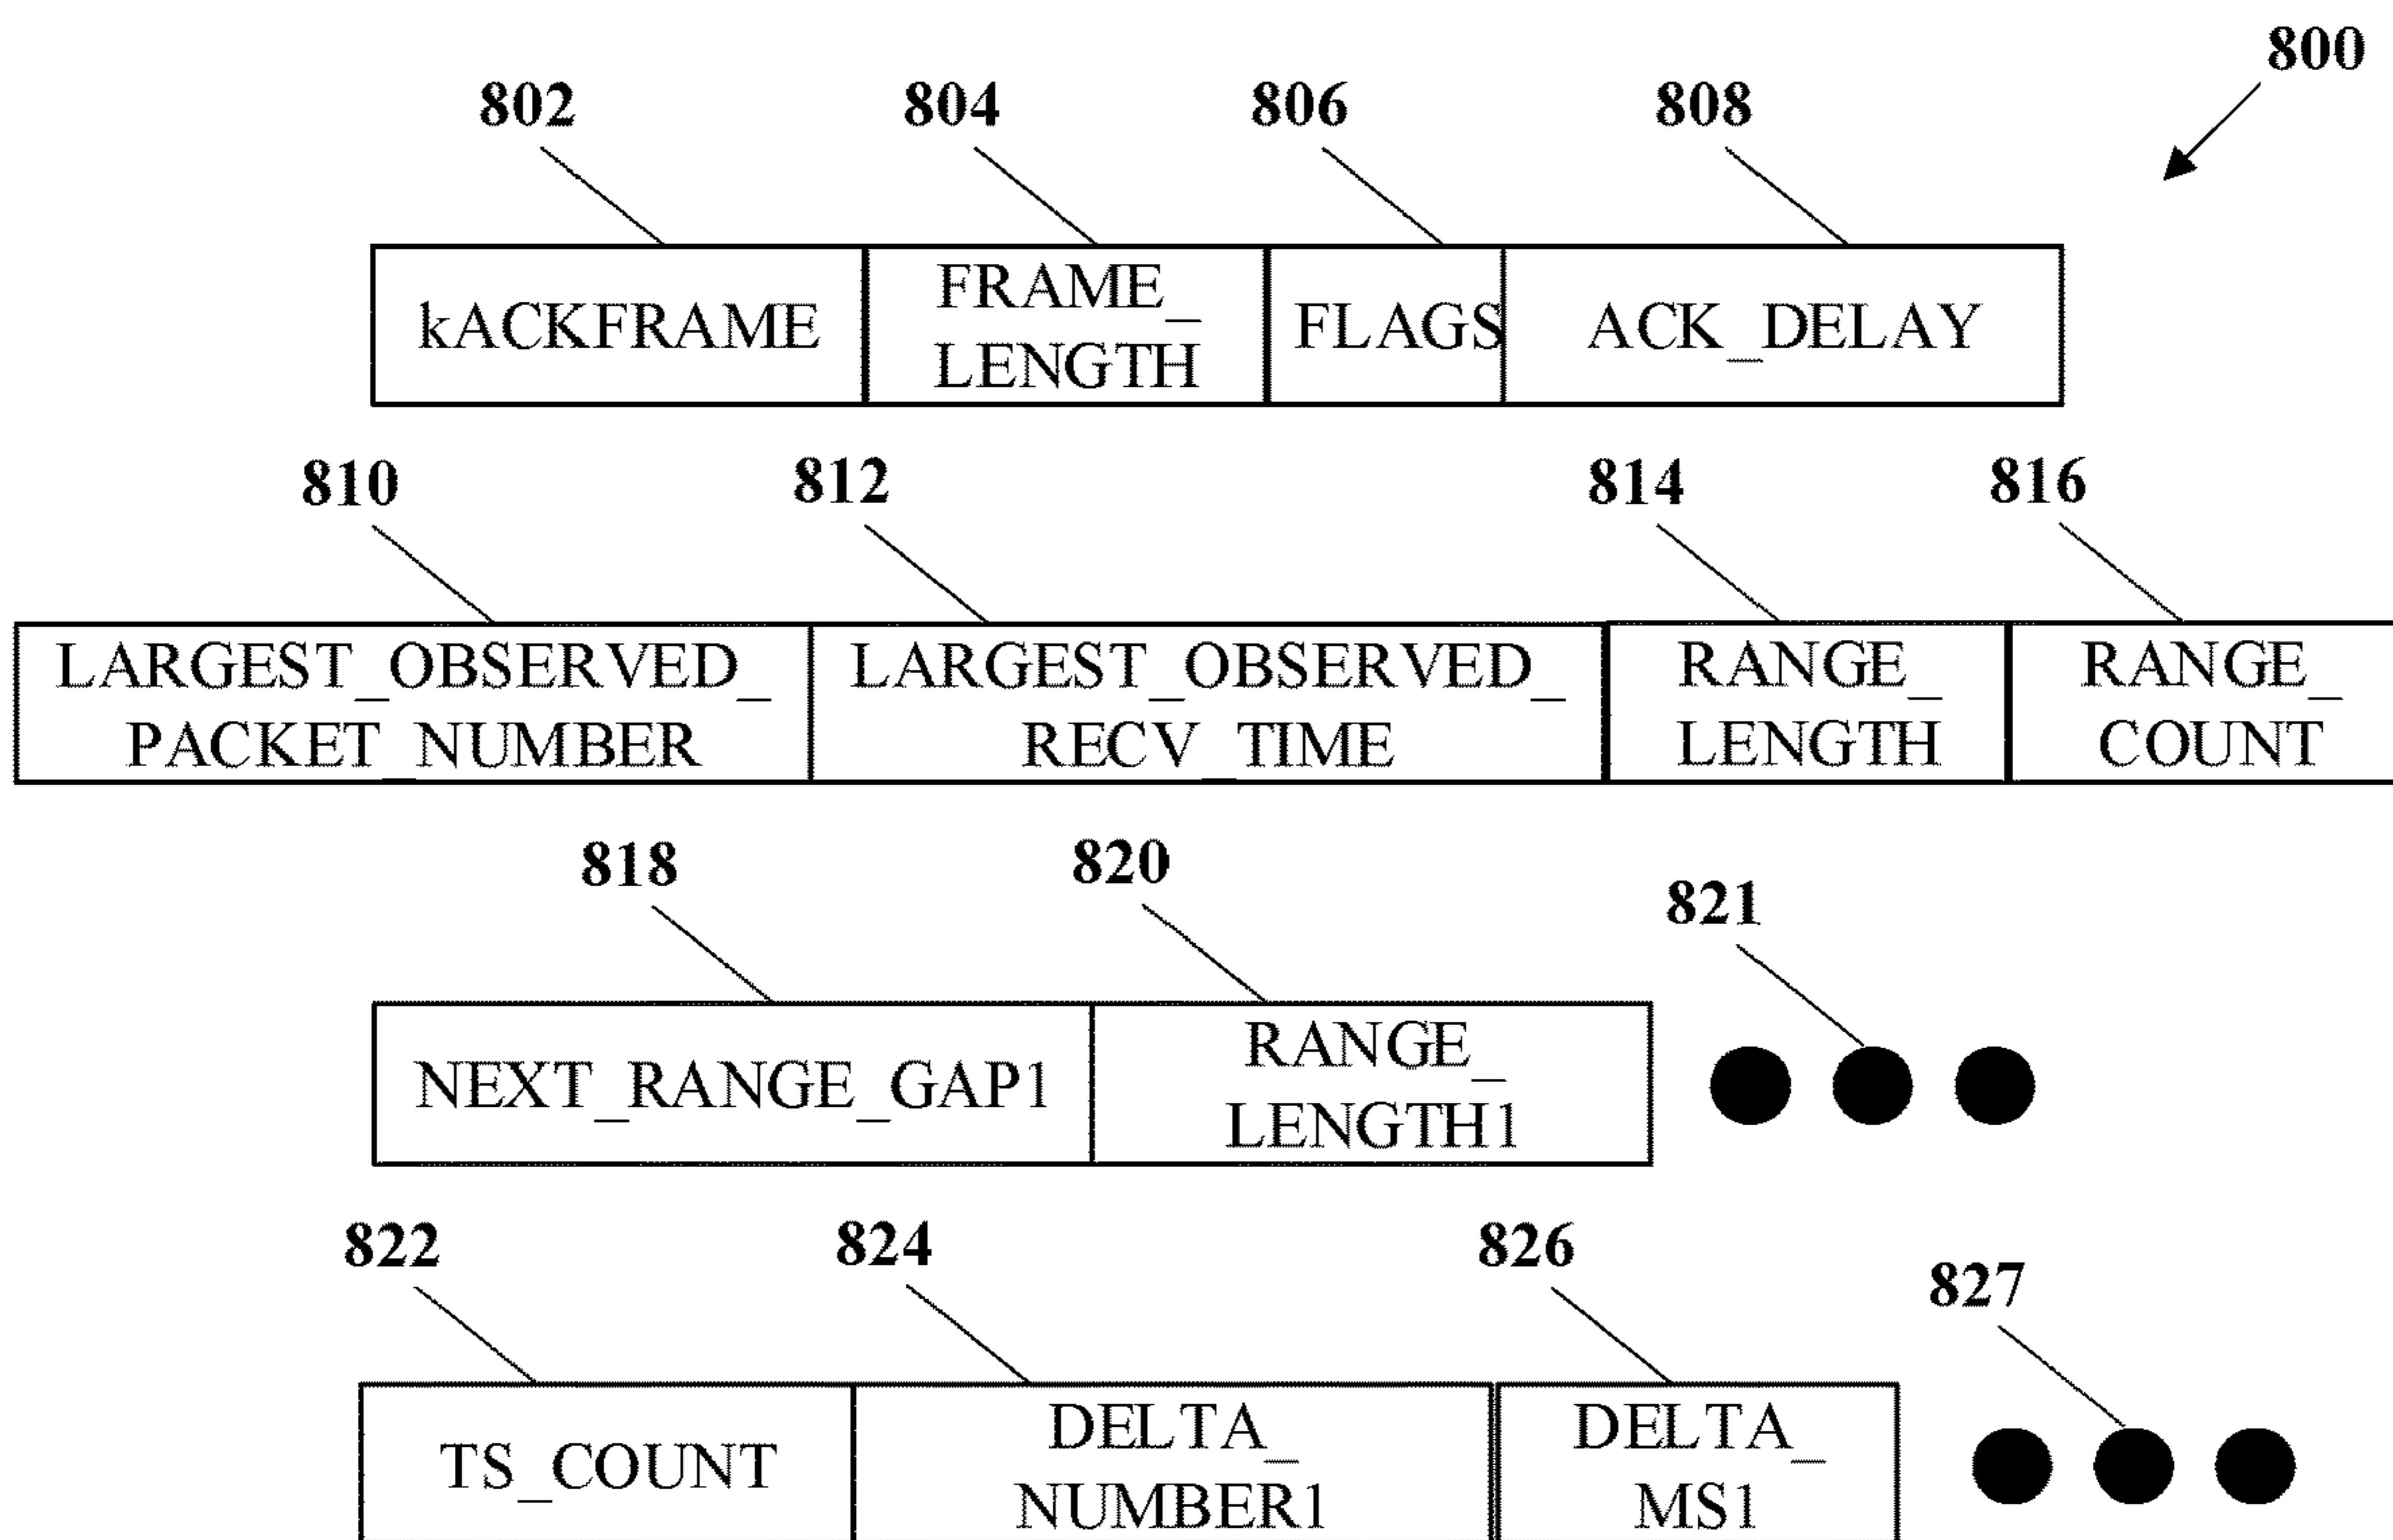 800
802 804 806 808
kACKFRAME FRAME_ LENGTH FLAGS ACK_DELAY
810 812 814 816
LARGEST_OBSERVED_ LARGEST_OBSERVED_ RANGE_ RANGE_
PACKET_NUMBER RECV_TIME LENGTH COUNT
818 820 821
NEXT_RANGE_GAP1 RANGE_ LENGTH1
822 824 826 827
TS_COUNT DELTA_ NUMBER1 DELTA_ MS1